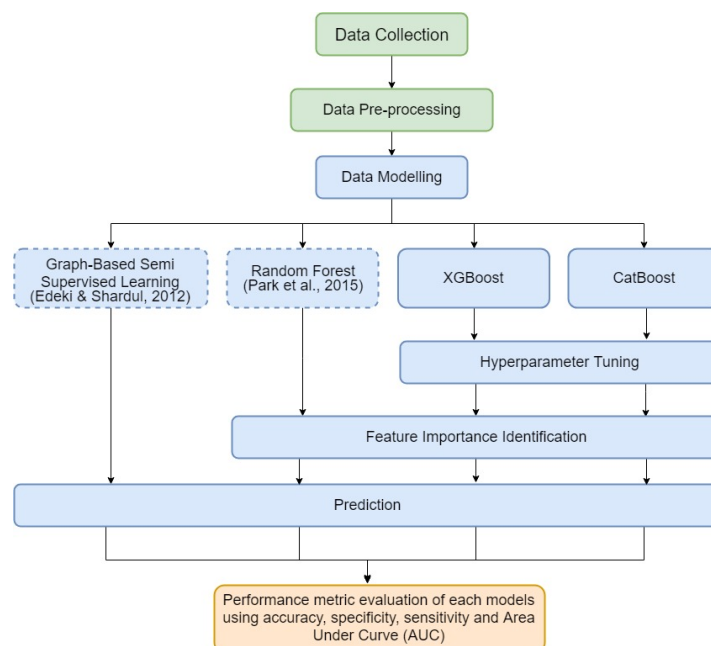 Data Collection
Data Pre-processing
Data Modelling
Graph-Based Semi
Supervised Learning
(Edeki & Shardul, 2012)
Random Forest
(Park et al., 2015)
XGBoost
CatBoost
Hyperparameter Tuning
Feature Importance Identification
Prediction
Performance metric evaluation of each models
using accuracy, specificity, sensitivity and Area
Under Curve (AUC)